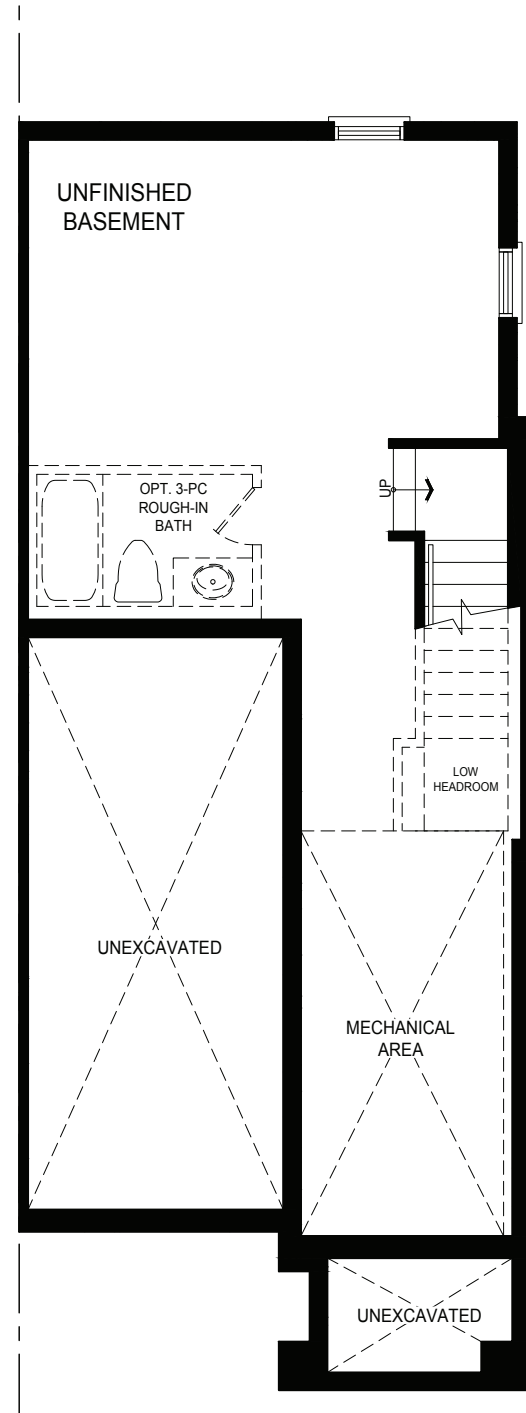 UNFINISHED
BASEMENT
OPT. 3-PC
ROUGH-IN
BATH
UP
LOW
HEADROOM
UNEXCAVATED
MECHANICAL
AREA
UNEXCAVATED